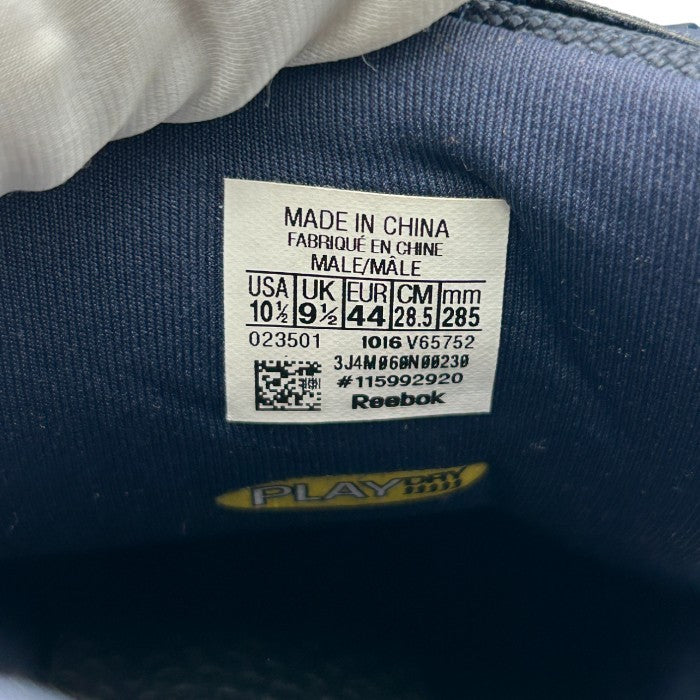 MADE IN CHINA
FABRIQUÉ EN CHINE
MALE/MÂLE
USA UK EUR CM mm
10½ 9½ 44 28.5 285
023501 1016 V65752
3J4M060N00230
#115992920
Reebok
PLAY DRY